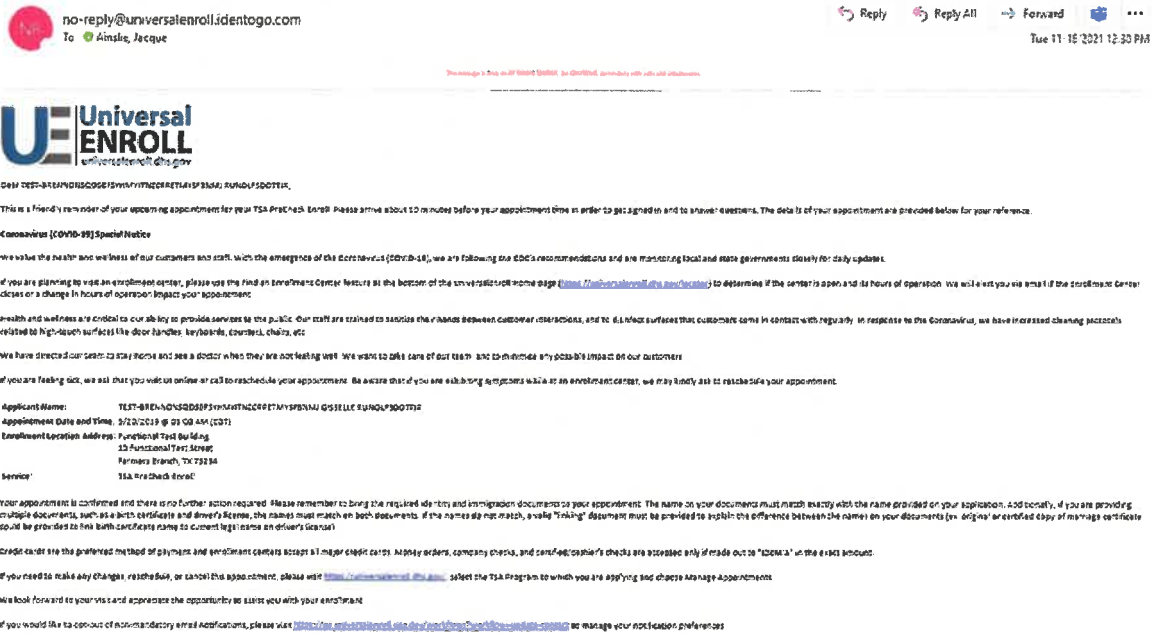 no-reply@universalenroll.identogo.com
To Ainslie, Jacque
Reply Reply All Forward
Tue 11-16-2021 12:30 PM
UE Universal ENROLL
universalenroll.dhs.gov
This is a friendly reminder of your upcoming appointment for your TSA PreCheck Enroll. Please arrive about 10 minutes before your appointment time in order to get signed in and to answer questions. The details of your appointment are provided below for your reference.
Coronavirus (COVID-19) Special Notice
We value the health and wellness of our customers and staff. With the emergence of the Coronavirus (COVID-19), we are following the CDC's recommendations and are monitoring local and state governments closely for daily updates.
If you are planning to visit an enrollment center, please use the Find an Enrollment Center feature at the bottom of the UniversalEnroll home page (https://universalenroll.dhs.gov/locator) to determine if the center is open and its hours of operation. We will alert you via email if the Enrollment Center
closes or a change in hours of operation impact your appointment
Health and wellness are critical to our ability to provide services to the public. Our staff are trained to sanitize their hands between customer interactions, and to disinfect surfaces that customers come in contact with regularly. In response to the Coronavirus, we have increased cleaning protocols
related to high-touch surfaces like door handles, keyboards, counters, chairs, etc
We have directed our team to stay home and see a doctor when they are not feeling well. We want to take care of our team and to minimize any possible impact on our customers
If you are feeling sick, we ask that you visit us online or call to reschedule your appointment. Be aware that if you are exhibiting symptoms while at an enrollment center, we may kindly ask to reschedule your appointment.
Applicant Name:
Appointment Date and Time: 5/20/2019 @ 01:00 AM (CDT)
Enrollment Location Address: Functional Test Building
10 Functional Test Street
Farmers Branch, TX 75234
Service: TSA PreCheck Enroll
Your appointment is confirmed and there is no further action required. Please remember to bring the required identity and immigration documents to your appointment. The name on your documents must match exactly with the name provided on your application. Additionally, if you are providing
multiple documents, such as a birth certificate and driver's license, the names must match on both documents. If the names do not match, a valid "linking" document must be provided to explain the difference between the names on your documents (ex. original or certified copy of marriage certificate
could be provided to link birth certificate name to current legal name on driver's license)
Credit cards are the preferred method of payment and enrollment centers accept all major credit cards. Money orders, company checks, and certified/cashier's checks are accepted only if made out to "IDEMIA" in the exact amount.
If you need to make any changes, reschedule, or cancel this appointment, please visit https://universalenroll.dhs.gov/, select the TSA Program to which you are applying and choose Manage Appointments
We look forward to your visit and appreciate the opportunity to assist you with your enrollment
If you would like to opt-out of non-mandatory email notifications, please visit to manage your notification preferences